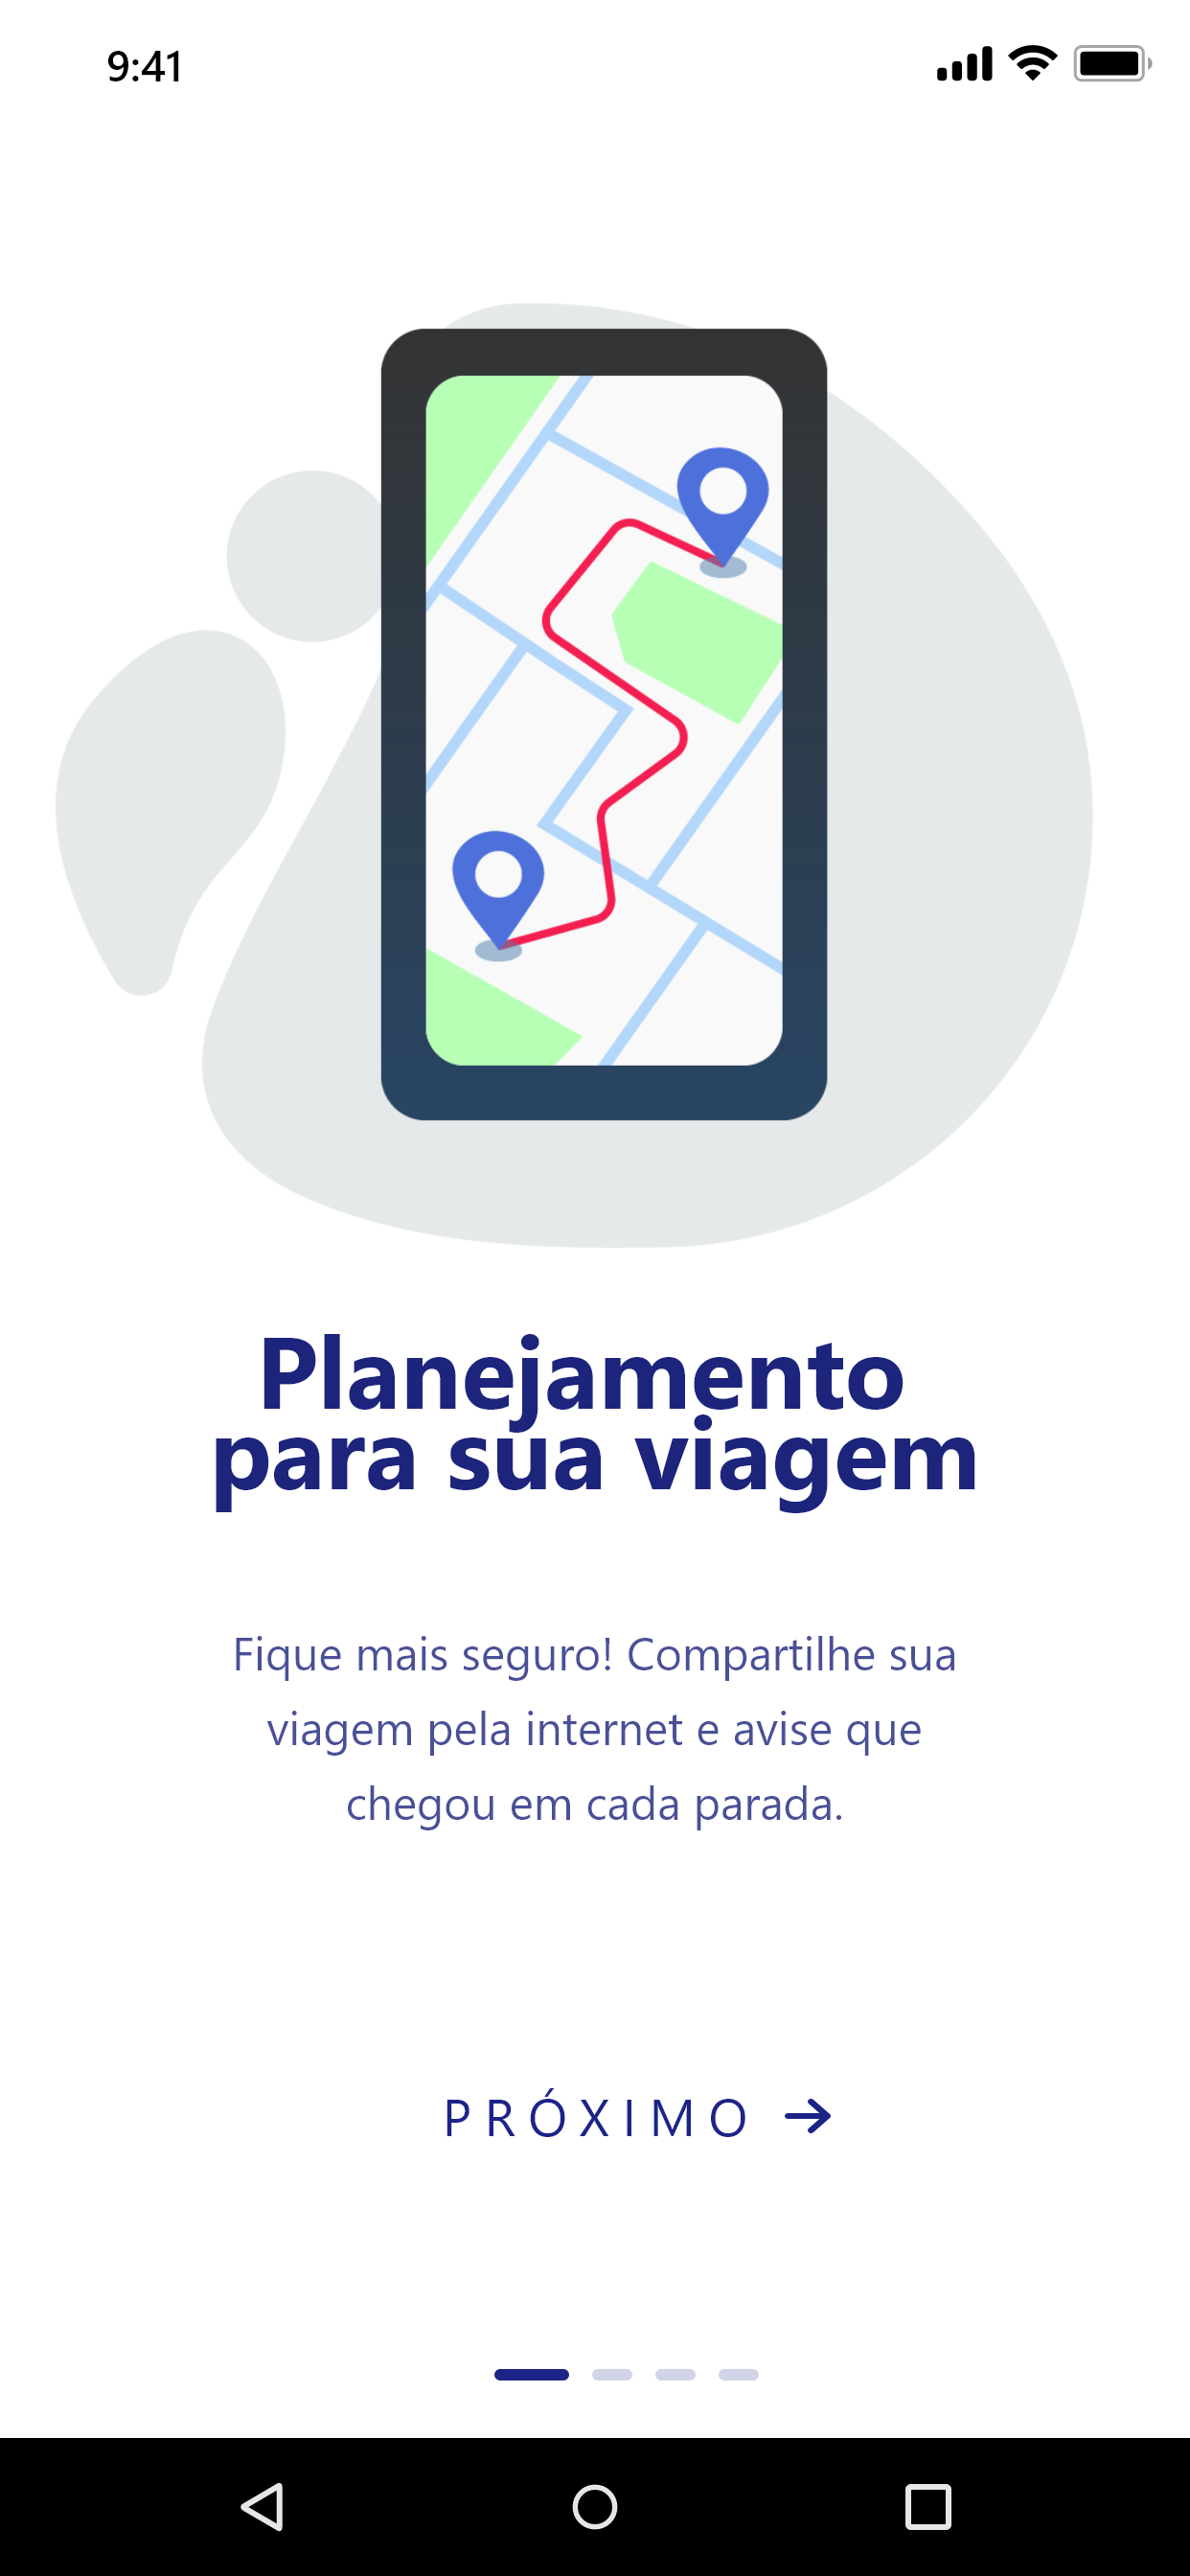 9:41
Planejamento
para sua viagem
Fique mais seguro! Compartilhe sua
viagem pela internet e avise que
chegou em cada parada.
PRÓXIMO